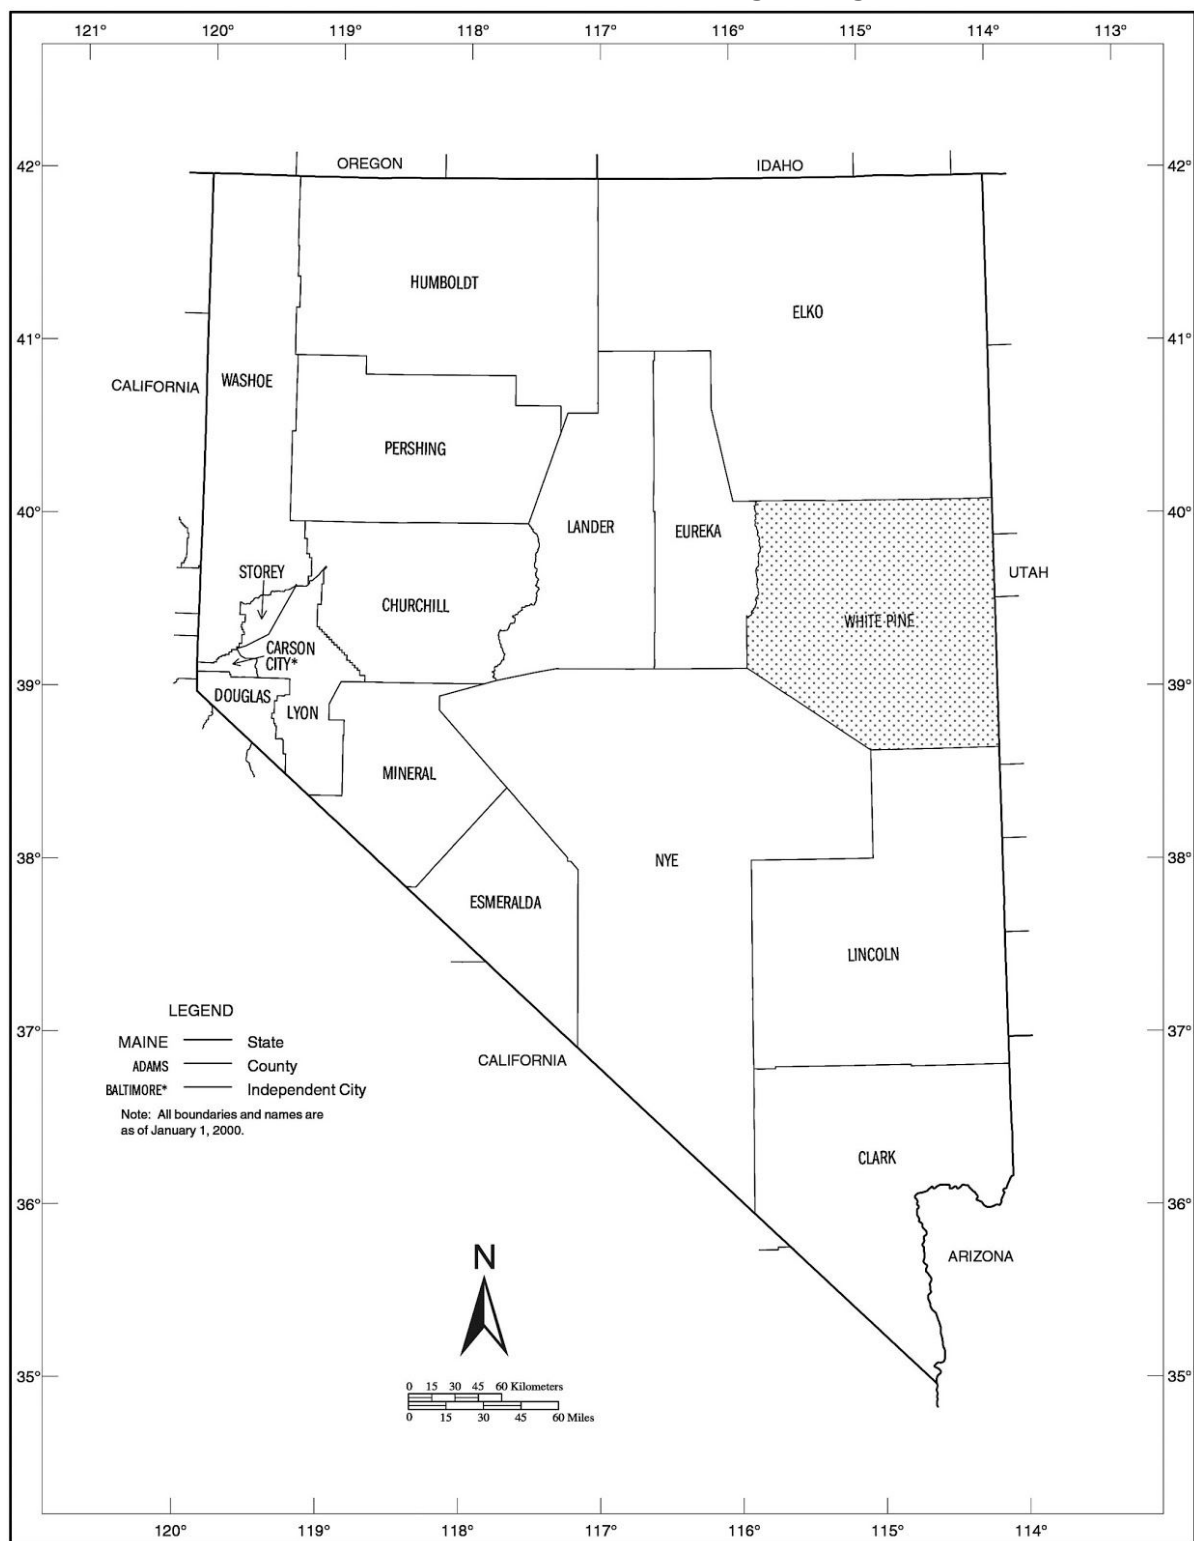 121° 120° 119° 118° 117° 116° 115° 114° 113°
42° OREGON IDAHO 42°
HUMBOLDT
ELKO
41° 41°
WASHOE
CALIFORNIA
PERSHING
40° LANDER EUREKA 40°
STOREY UTAH
CHURCHILL WHITE PINE
CARSON
CITY*
39° 39°
DOUGLAS LYON
MINERAL
38° NYE 38°
ESMERALDA
LINCOLN
LEGEND
37° 37°
MAINE State
CALIFORNIA
ADAMS County
BALTIMORE* Independent City
Note: All boundaries and names are
as of January 1, 2000.
CLARK
36° 36°
ARIZONA
N
35° 35°
0 15 30 45 60 Kilometers
0 15 30 45 60 Miles
120° 119° 118° 117° 116° 115° 114°